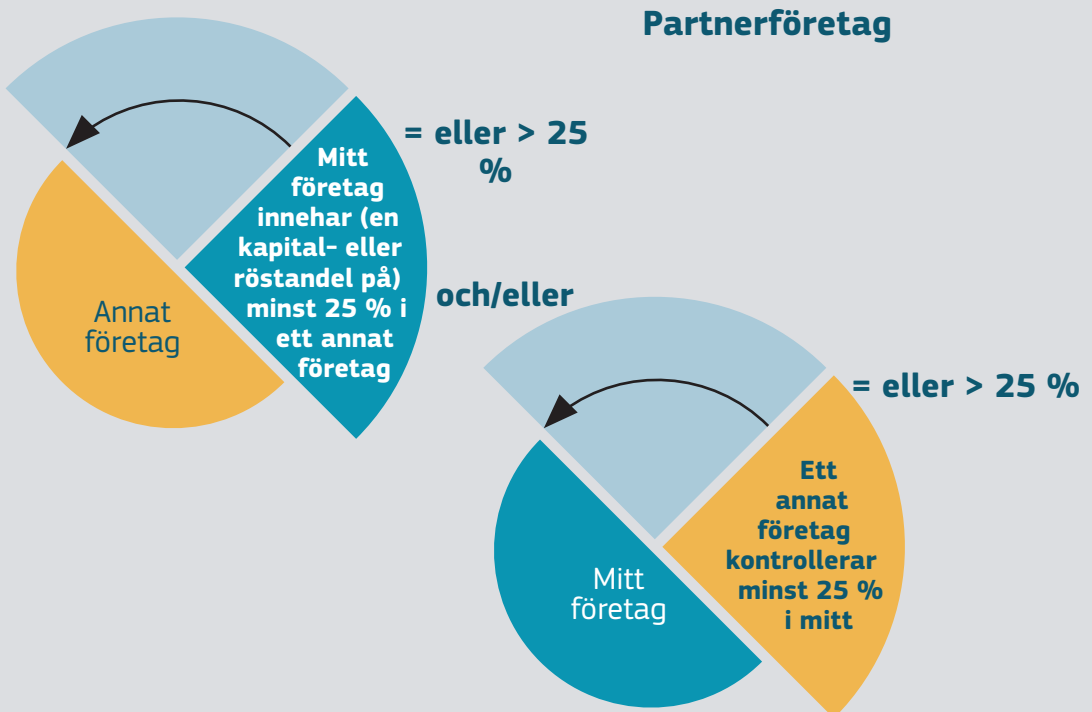 Partnerföretag
= eller > 25
%
Mitt
företag
innehar (en
kapital- eller
röstandel på)
minst 25 % i
ett annat
företag
Annat
företag
och/eller
= eller > 25 %
Ett
annat
företag
kontrollerar
minst 25 %
i mitt
Mitt
företag